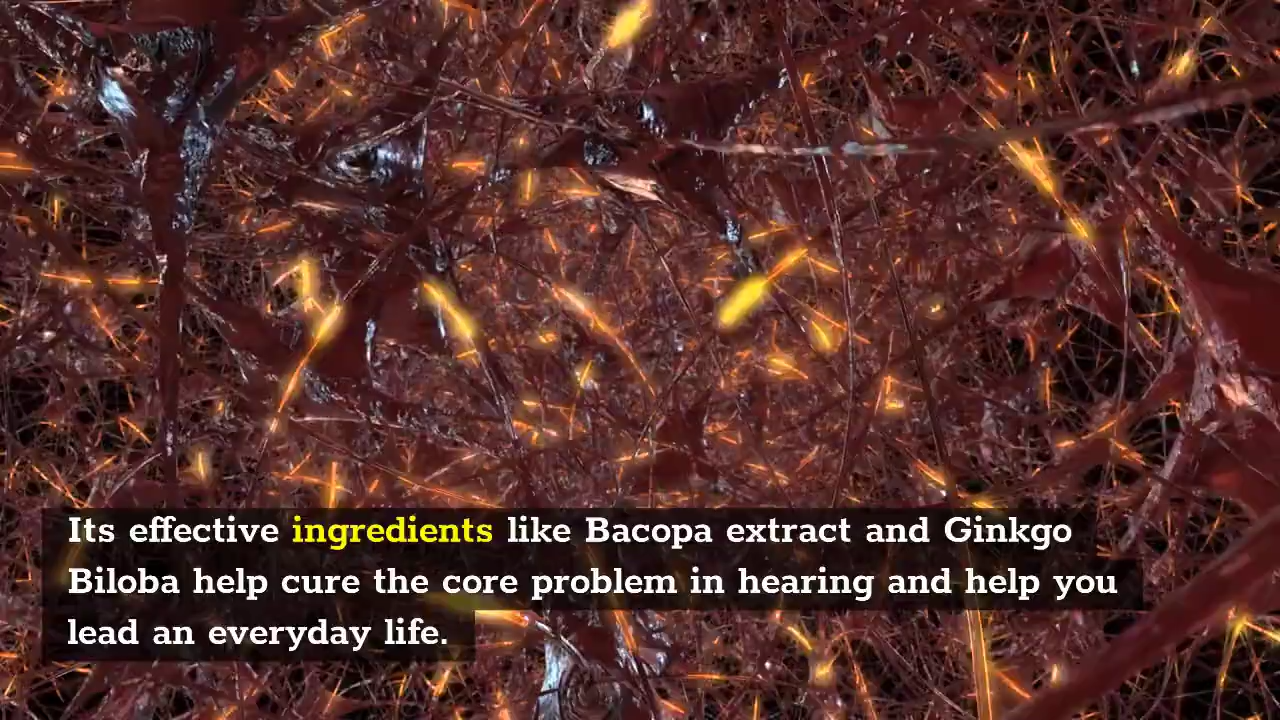 Its effective ingredients like Bacopa extract and Ginkgo
Biloba help cure the core problem in hearing and help you
lead an everyday life.